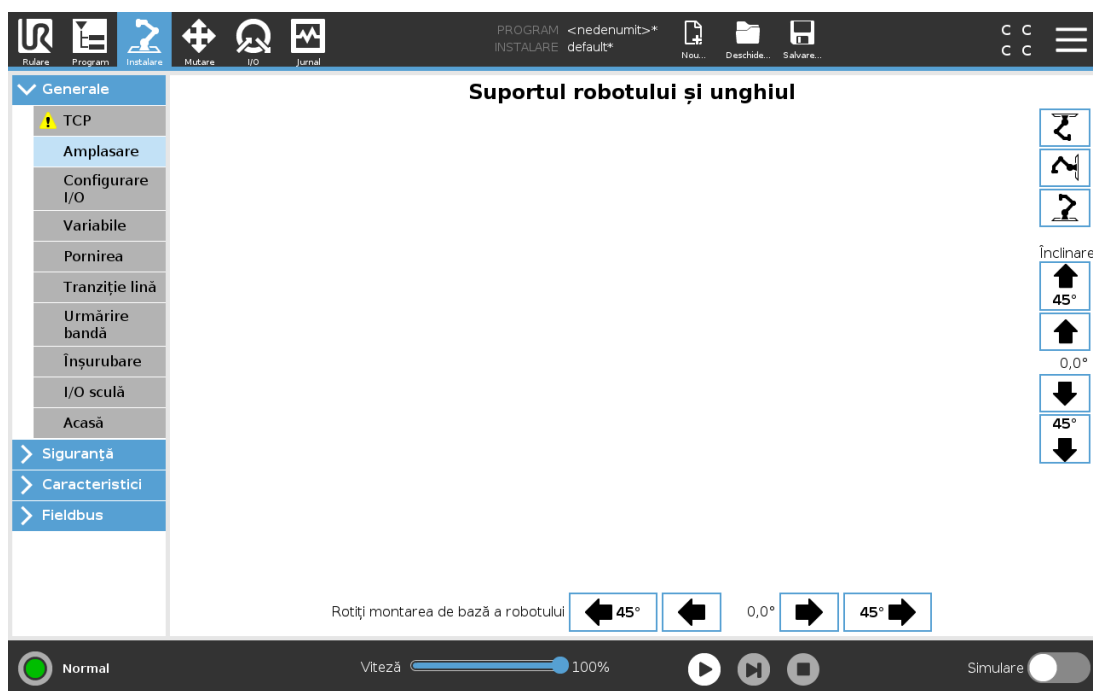 PROGRAM <nedenumit>*
INSTALARE default*
C C
C C
Rulare Program Instalare Mutare I/O Jurnal
Nou... Deschide... Salvare...
Generale
TCP
Amplasare
Configurare
I/O
Variabile
Pornirea
Tranziție lină
Urmărire
bandă
Înșurubare
I/O sculă
Acasă
Siguranță
Caracteristici
Fieldbus
Suportul robotului și unghiul
Înclinare
45°
0,0°
45°
Rotiți montarea de bază a robotului 45° 0,0° 45°
Normal
Viteză 100%
Simulare